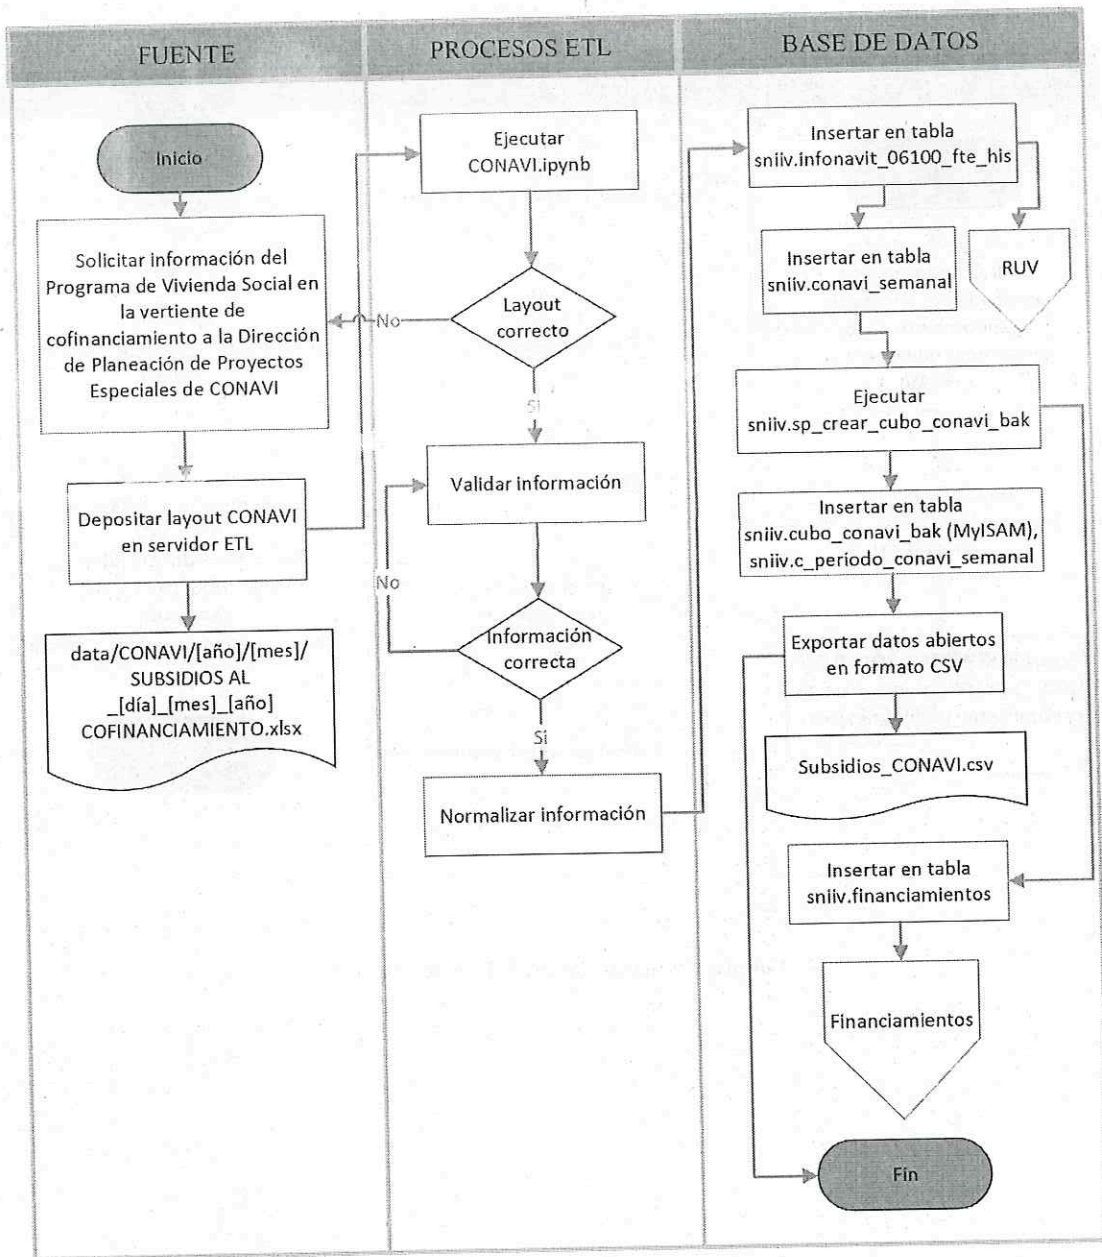 FUENTE
PROCESOS ETL
BASE DE DATOS
Inicio
Solicitar información del
Programa de Vivienda Social en
la vertiente de
cofinanciamiento a la Dirección
de Planeación de Proyectos
Especiales de CONAVI
Depositar layout CONAVI
en servidor ETL
data/CONAVI/[año]/[mes]/
SUBSIDIOS AL
_[día]_[mes]_[año]
COFINANCIAMIENTO.xlsx
Ejecutar
CONAVI.ipynb
Layout
correcto
No
Si
Validar información
No
Información
correcta
Si
Normalizar información
Insertar en tabla
sniiv.infonavit_06100_fte_his
Insertar en tabla
sniiv.conavi_semanal
RUV
Ejecutar
sniiv.sp_crear_cubo_conavi_bak
Insertar en tabla
sniiv.cubo_conavi_bak (MyISAM),
sniiv.c_periodo_conavi_semanal
Exportar datos abiertos
en formato CSV
Subsidios_CONAVI.csv
Insertar en tabla
sniiv.financiamientos
Financiamientos
Fin